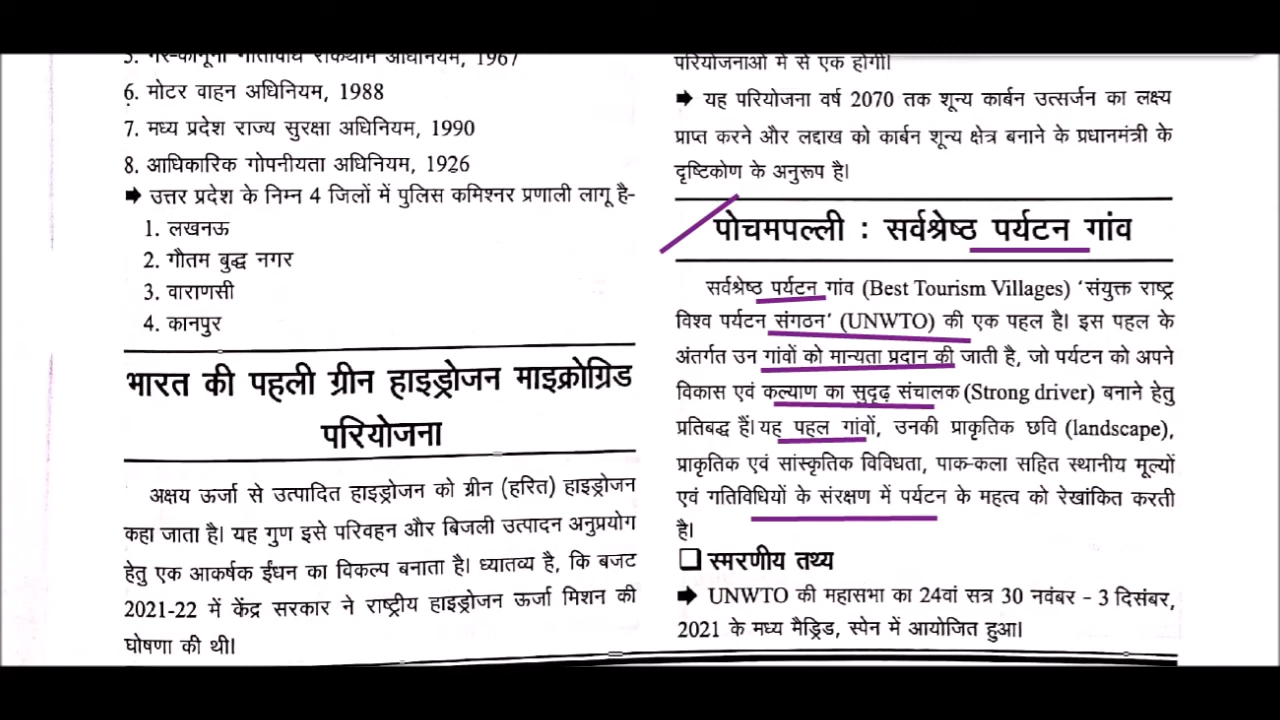 5. गैर-कानूनी गतिविधि रोकथाम अधिनियम, 1967
6. मोटर वाहन अधिनियम, 1988
7. मध्य प्रदेश राज्य सुरक्षा अधिनियम, 1990
8. आधिकारिक गोपनीयता अधिनियम, 1926
➡ उत्तर प्रदेश के निम्न 4 जिलों में पुलिस कमिश्नर प्रणाली लागू है-
1. लखनऊ
2. गौतम बुद्ध नगर
3. वाराणसी
4. कानपुर
भारत की पहली ग्रीन हाइड्रोजन माइक्रोग्रिड
परियोजना
अक्षय ऊर्जा से उत्पादित हाइड्रोजन को ग्रीन (हरित) हाइड्रोजन
कहा जाता है। यह गुण इसे परिवहन और बिजली उत्पादन अनुप्रयोग
हेतु एक आकर्षक ईंधन का विकल्प बनाता है। ध्यातव्य है, कि बजट
2021-22 में केंद्र सरकार ने राष्ट्रीय हाइड्रोजन ऊर्जा मिशन की
घोषणा की थी।
परियोजनाओं में से एक होगी।
➡ यह परियोजना वर्ष 2070 तक शून्य कार्बन उत्सर्जन का लक्ष्य
प्राप्त करने और लद्दाख को कार्बन शून्य क्षेत्र बनाने के प्रधानमंत्री के
दृष्टिकोण के अनुरूप है।
पोचमपल्ली : सर्वश्रेष्ठ पर्यटन गांव
सर्वश्रेष्ठ पर्यटन गांव (Best Tourism Villages) ‘संयुक्त राष्ट्र
विश्व पर्यटन संगठन’ (UNWTO) की एक पहल है। इस पहल के
अंतर्गत उन गांवों को मान्यता प्रदान की जाती है, जो पर्यटन को अपने
विकास एवं कल्याण का सुदृढ़ संचालक (Strong driver) बनाने हेतु
प्रतिबद्ध हैं। यह पहल गांवों, उनकी प्राकृतिक छवि (landscape),
प्राकृतिक एवं सांस्कृतिक विविधता, पाक-कला सहित स्थानीय मूल्यों
एवं गतिविधियों के संरक्षण में पर्यटन के महत्व को रेखांकित करती
है।
❑ स्मरणीय तथ्य
➡ UNWTO की महासभा का 24वां सत्र 30 नवंबर - 3 दिसंबर,
2021 के मध्य मैड्रिड, स्पेन में आयोजित हुआ।